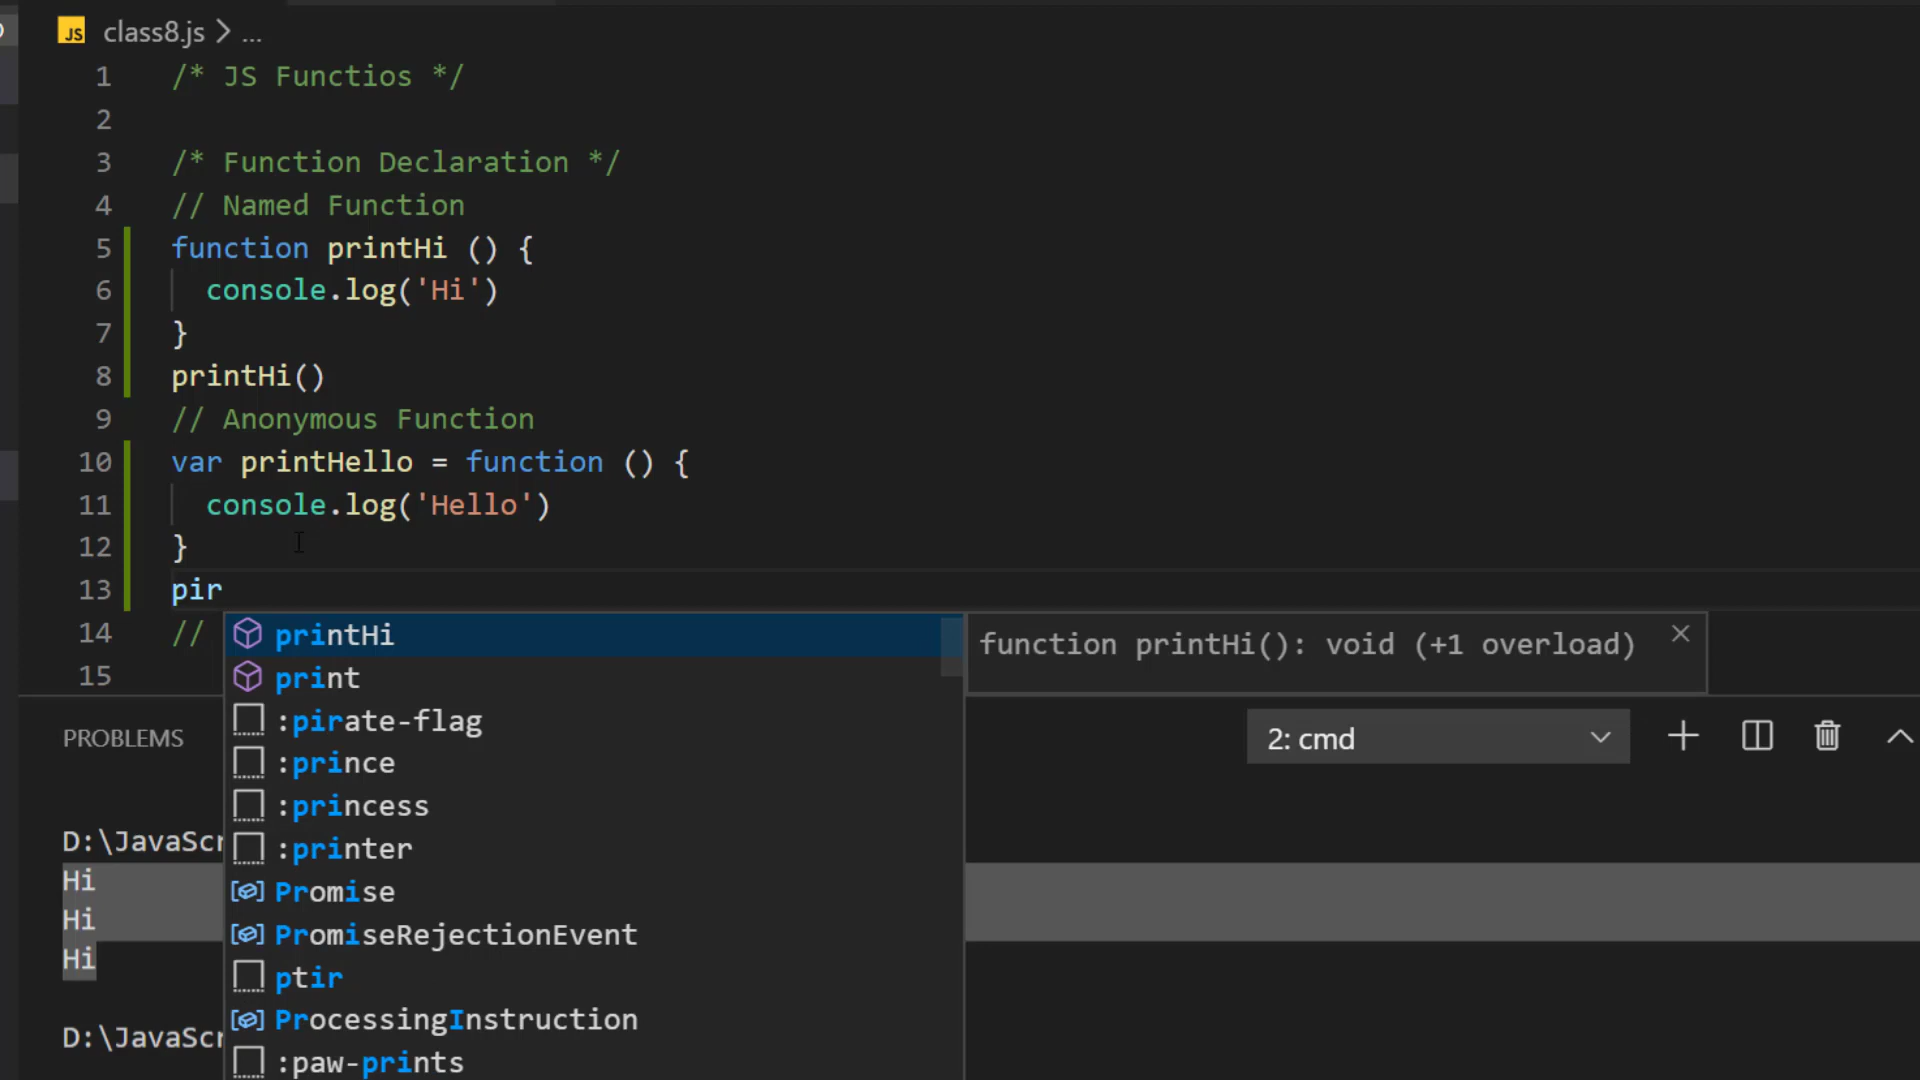 JS class8.js > ...
1 /* JS Functios */
2
3 /* Function Declaration */
4 // Named Function
5 function printHi () {
6 console.log('Hi')
7 }
8 printHi()
9 // Anonymous Function
10 var printHello = function () {
11 console.log('Hello')
12 }
13 pir
14 //
15
printHi
function printHi(): void (+1 overload)
print
:pirate-flag
:prince
:princess
:printer
Promise
PromiseRejectionEvent
ptir
ProcessingInstruction
:paw-prints
PROBLEMS
2: cmd
D:\JavaScr
Hi
Hi
Hi
D:\JavaScr